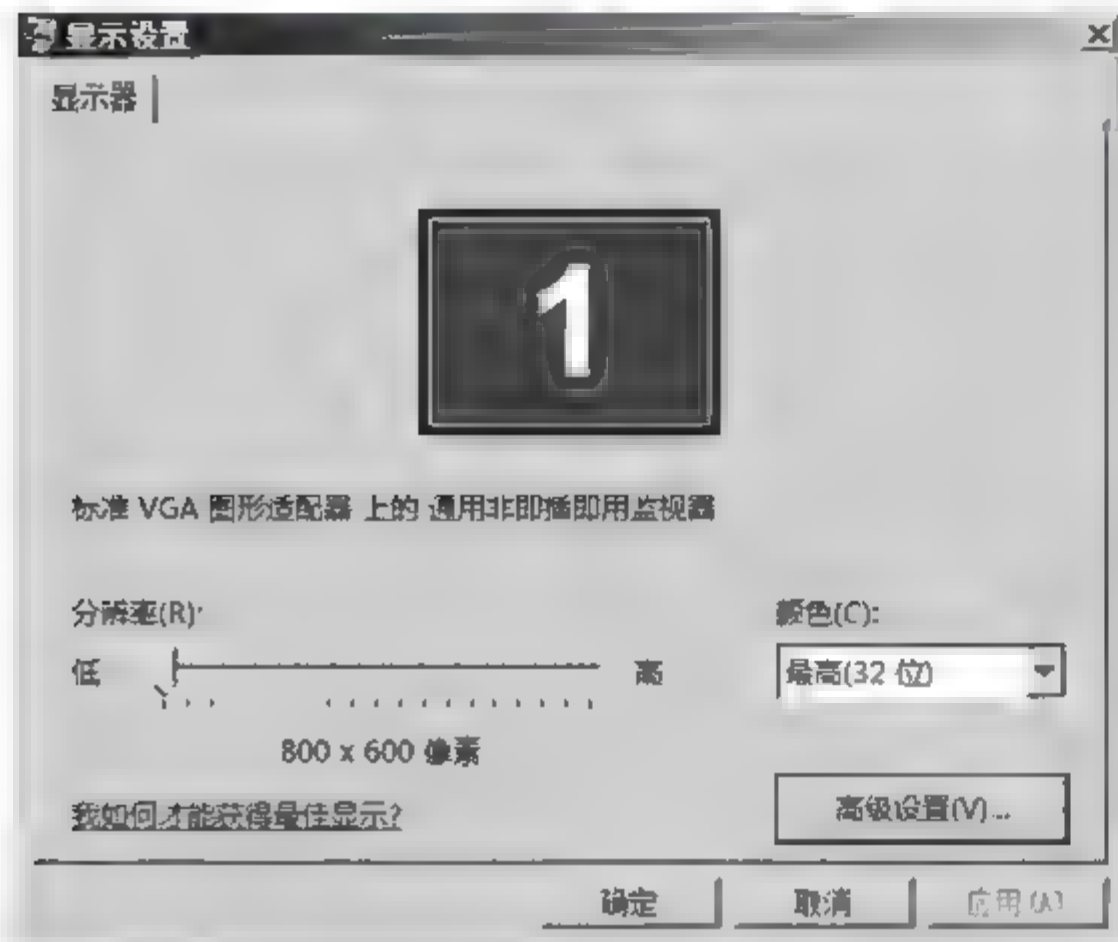 显示设置
显示器
1
标准 VGA 图形适配器 上的 通用非即插即用监视器
分辨率(R):
颜色(C):
低 高
最高(32 位)
800 x 600 像素
我如何才能获得最佳显示?
高级设置(V)...
确定 取消 应用(A)